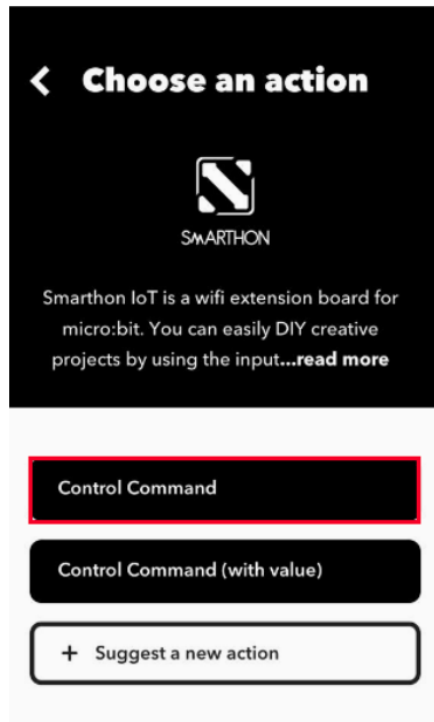 Choose an action
SMARTHON
Smarthon IoT is a wifi extension board for
micro:bit. You can easily DIY creative
projects by using the input...read more
Control Command
Control Command (with value)
+ Suggest a new action